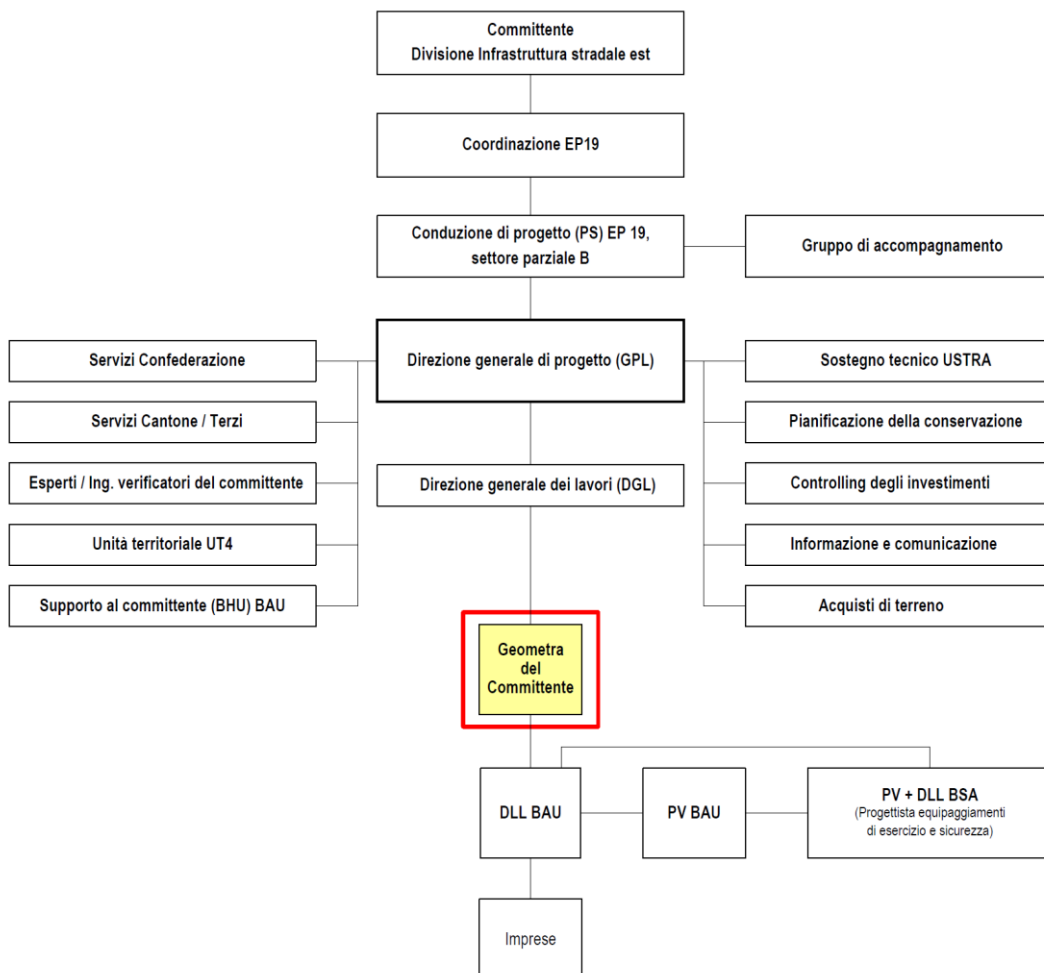 Committente
Divisione Infrastruttura stradale est
Coordinazione EP19
Conduzione di progetto (PS) EP 19,
settore parziale B
Gruppo di accompagnamento
Direzione generale di progetto (GPL)
Servizi Confederazione
Sostegno tecnico USTRA
Servizi Cantone / Terzi
Pianificazione della conservazione
Esperti / Ing. verificatori del committente
Direzione generale dei lavori (DGL)
Controlling degli investimenti
Unità territoriale UT4
Informazione e comunicazione
Supporto al committente (BHU) BAU
Acquisti di terreno
Geometra
del
Committente
DLL BAU
PV BAU
PV + DLL BSA
(Progettista equipaggiamenti
di esercizio e sicurezza)
Imprese